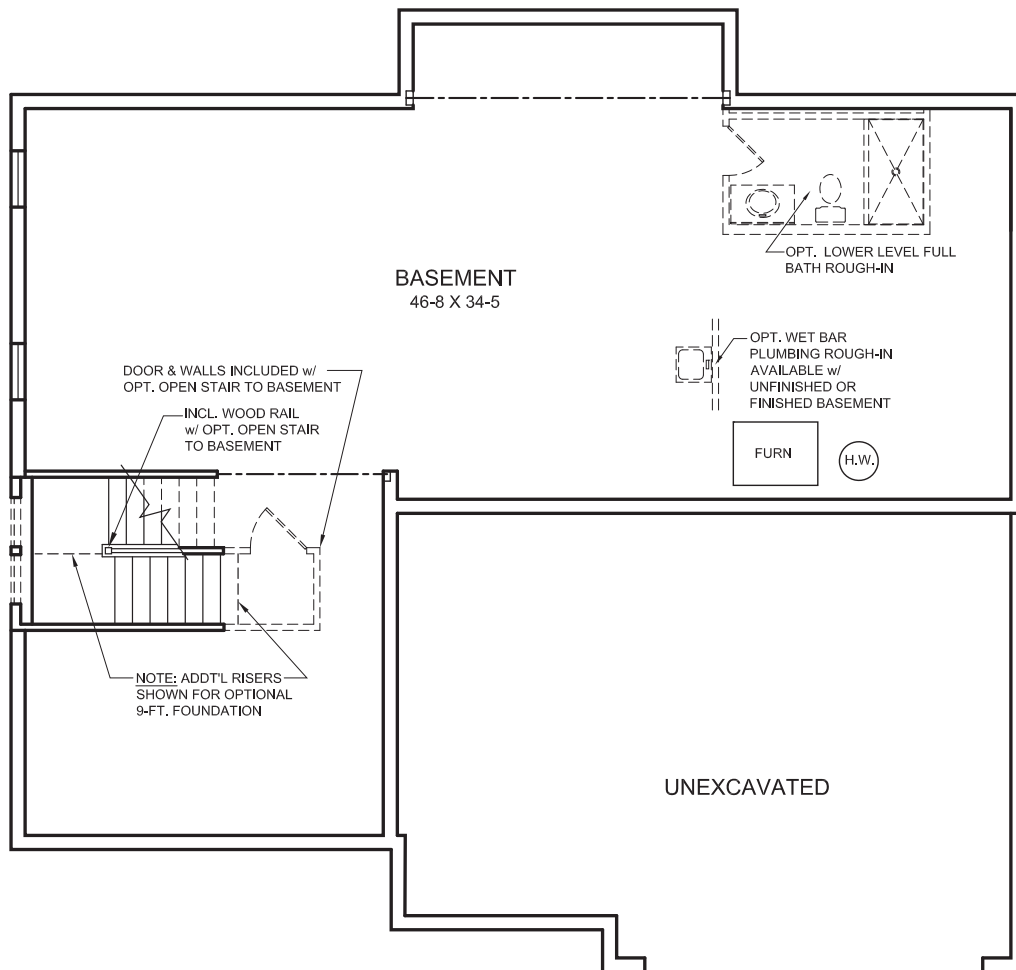 OPT. LOWER LEVEL FULL
BATH ROUGH-IN
BASEMENT
46-8 X 34-5
OPT. WET BAR
PLUMBING ROUGH-IN
AVAILABLE w/
UNFINISHED OR
FINISHED BASEMENT
DOOR & WALLS INCLUDED w/
OPT. OPEN STAIR TO BASEMENT
INCL. WOOD RAIL
w/ OPT. OPEN STAIR
TO BASEMENT
FURN
H.W.
NOTE: ADDT'L RISERS
SHOWN FOR OPTIONAL
9-FT. FOUNDATION
UNEXCAVATED